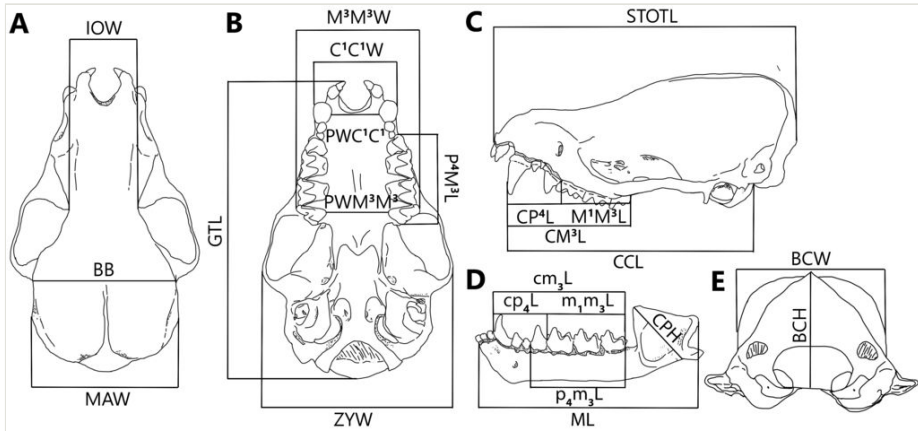 A
IOW
BB
MAW
B
M³M³W
C¹C¹W
PWC¹C¹
P⁴M³L
PWM³M³
GTL
ZYW
C
STOTL
CP⁴L
M¹M³L
CM³L
CCL
D
cm₃L
cp₄L
m₁m₃L
CPH
p₄m₃L
ML
E
BCW
BCH